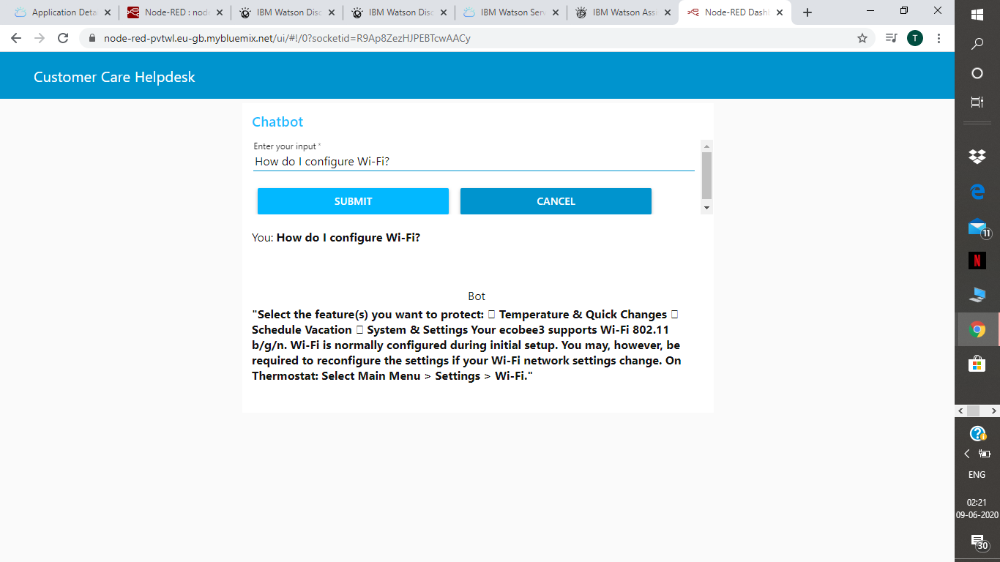 Application Deta
Node-RED : node
IBM Watson Disc
IBM Watson Disc
IBM Watson Serv
IBM Watson Assi
Node-RED Dash
node-red-pvtwl.eu-gb.mybluemix.net/ui/#!/0?socketid=R9Ap8ZezHJPEBTcwAACy
T
Customer Care Helpdesk
Chatbot
Enter your input *
How do I configure Wi-Fi?
SUBMIT
CANCEL
You: How do I configure Wi-Fi?
Bot
"Select the feature(s) you want to protect: Temperature & Quick Changes
Schedule Vacation System & Settings Your ecobee3 supports Wi-Fi 802.11
b/g/n. Wi-Fi is normally configured during initial setup. You may, however, be
required to reconfigure the settings if your Wi-Fi network settings change. On
Thermostat: Select Main Menu > Settings > Wi-Fi."
11
N
ENG
02:21
09-06-2020
30